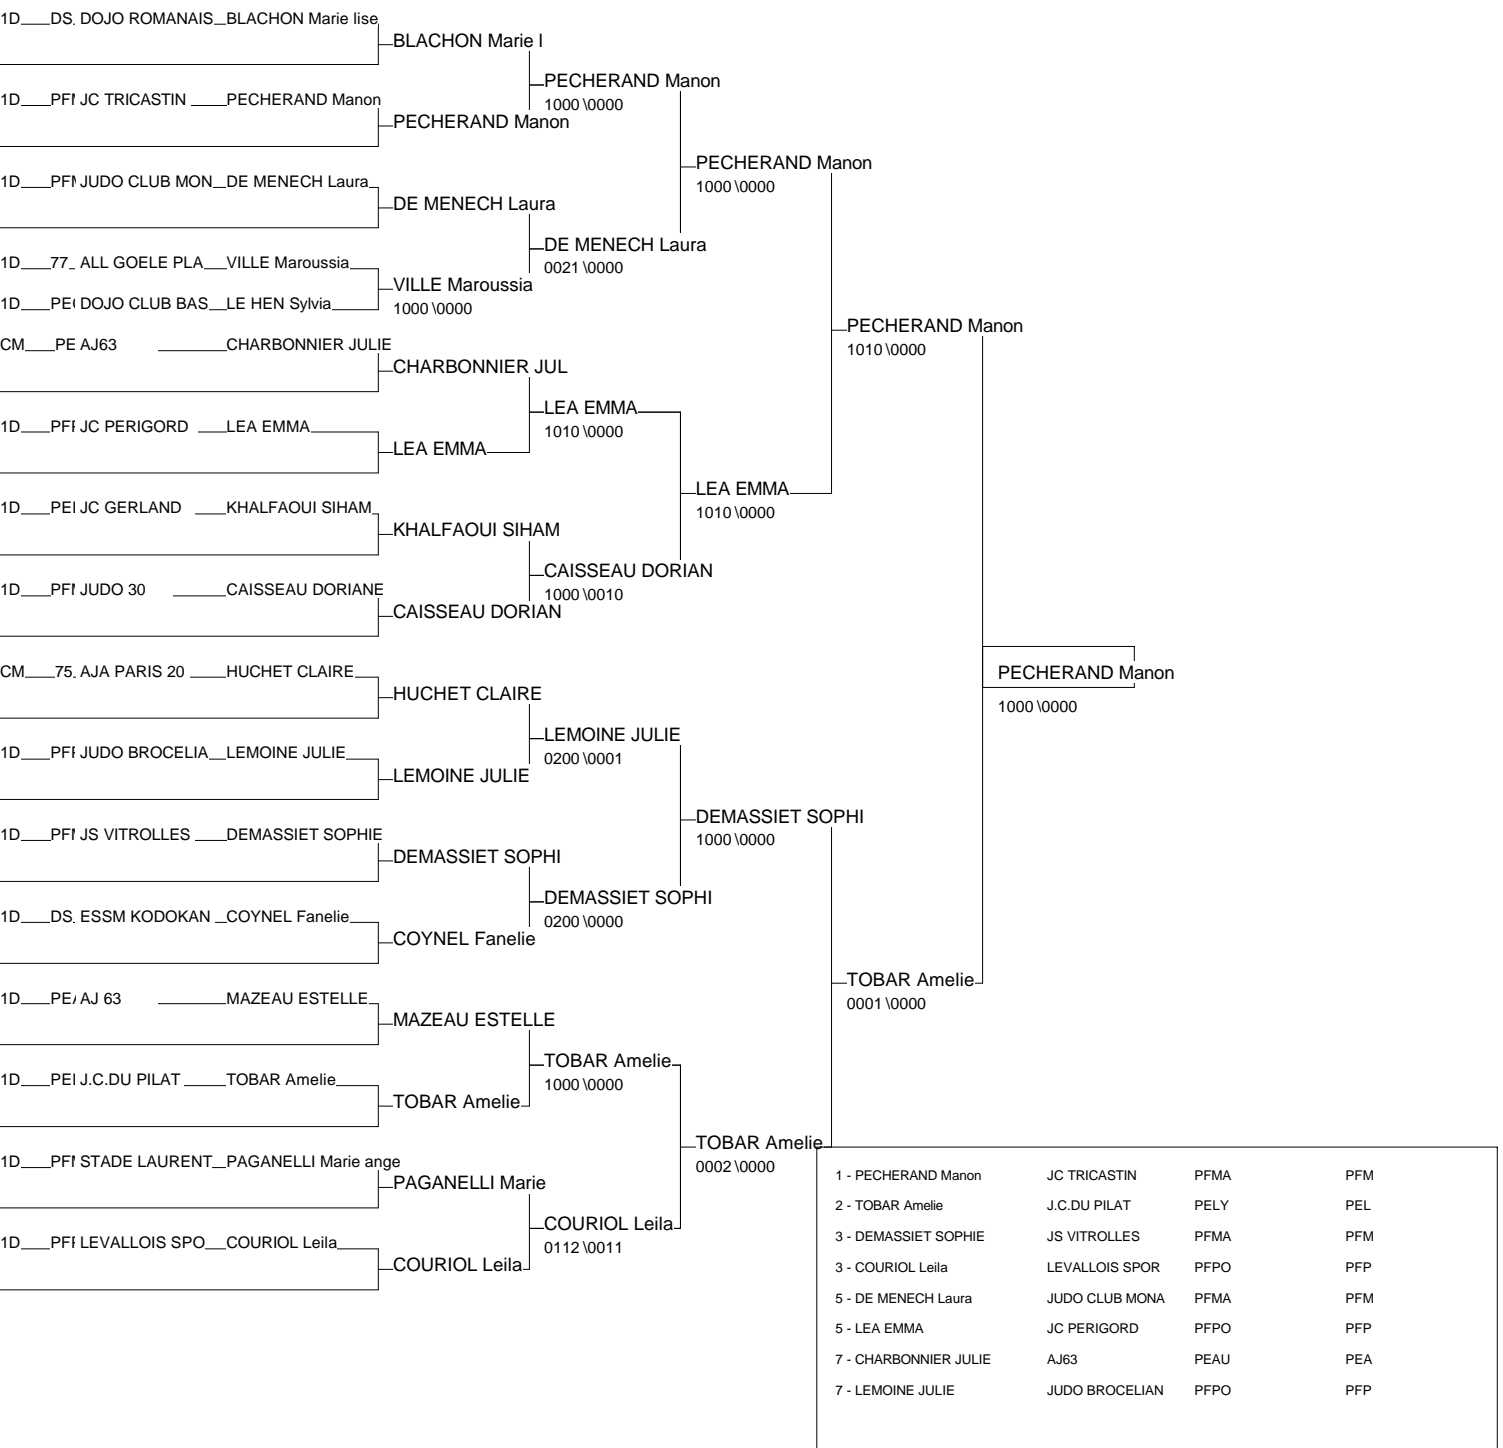 1D DS DOJO ROMANAIS BLACHON Marie lise
BLACHON Marie l
PECHERAND Manon
1000 \0000
1D JC TRICASTIN PECHERAND Manon
PECHERAND Manon
PECHERAND Manon
1000 \0000
1D JUDO CLUB MON DE MENECH Laura
DE MENECH Laura
DE MENECH Laura
0021 \0000
1D 77 ALL GOELE PLA VILLE Maroussia
VILLE Maroussia
1000 \0000
1D DOJO CLUB BAS LE HEN Sylvia
PECHERAND Manon
1010 \0000
CM PE AJ63 CHARBONNIER JULIE
CHARBONNIER JUL
LEA EMMA
1010 \0000
1D JC PERIGORD LEA EMMA
LEA EMMA
LEA EMMA
1010 \0000
1D JC GERLAND KHALFAOUI SIHAM
KHALFAOUI SIHAM
CAISSEAU DORIAN
1000 \0010
1D JUDO 30 CAISSEAU DORIANE
CAISSEAU DORIAN
PECHERAND Manon
1000 \0000
CM 75 AJA PARIS 20 HUCHET CLAIRE
HUCHET CLAIRE
LEMOINE JULIE
0200 \0001
1D JUDO BROCELIA LEMOINE JULIE
LEMOINE JULIE
DEMASSIET SOPHI
1000 \0000
1D JS VITROLLES DEMASSIET SOPHIE
DEMASSIET SOPHI
DEMASSIET SOPHI
0200 \0000
1D DS ESSM KODOKAN COYNEL Fanelie
COYNEL Fanelie
TOBAR Amelie
0001 \0000
1D AJ 63 MAZEAU ESTELLE
MAZEAU ESTELLE
TOBAR Amelie
1000 \0000
1D J.C.DU PILAT TOBAR Amelie
TOBAR Amelie
TOBAR Amelie
0002 \0000
1D STADE LAURENT PAGANELLI Marie ange
PAGANELLI Marie
COURIOL Leila
0112 \0011
1D LEVALLOIS SPO COURIOL Leila
COURIOL Leila
1 - PECHERAND Manon JC TRICASTIN PFMA PFM
2 - TOBAR Amelie J.C.DU PILAT PELY PEL
3 - DEMASSIET SOPHIE JS VITROLLES PFMA PFM
3 - COURIOL Leila LEVALLOIS SPOR PFPO PFP
5 - DE MENECH Laura JUDO CLUB MONA PFMA PFM
5 - LEA EMMA JC PERIGORD PFPO PFP
7 - CHARBONNIER JULIE AJ63 PEAU PEA
7 - LEMOINE JULIE JUDO BROCELIAN PFPO PFP